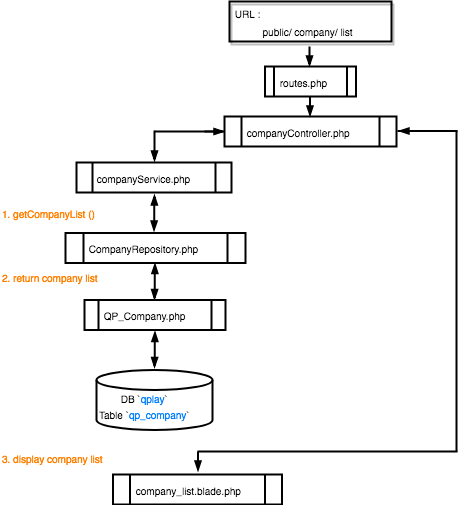 URL :
public/ company/ list
routes.php
companyController.php
companyService.php
1. getCompanyList ()
CompanyRepository.php
2. return company list
QP_Company.php
DB `qplay`
Table `qp_company`
3. display company list
company_list.blade.php